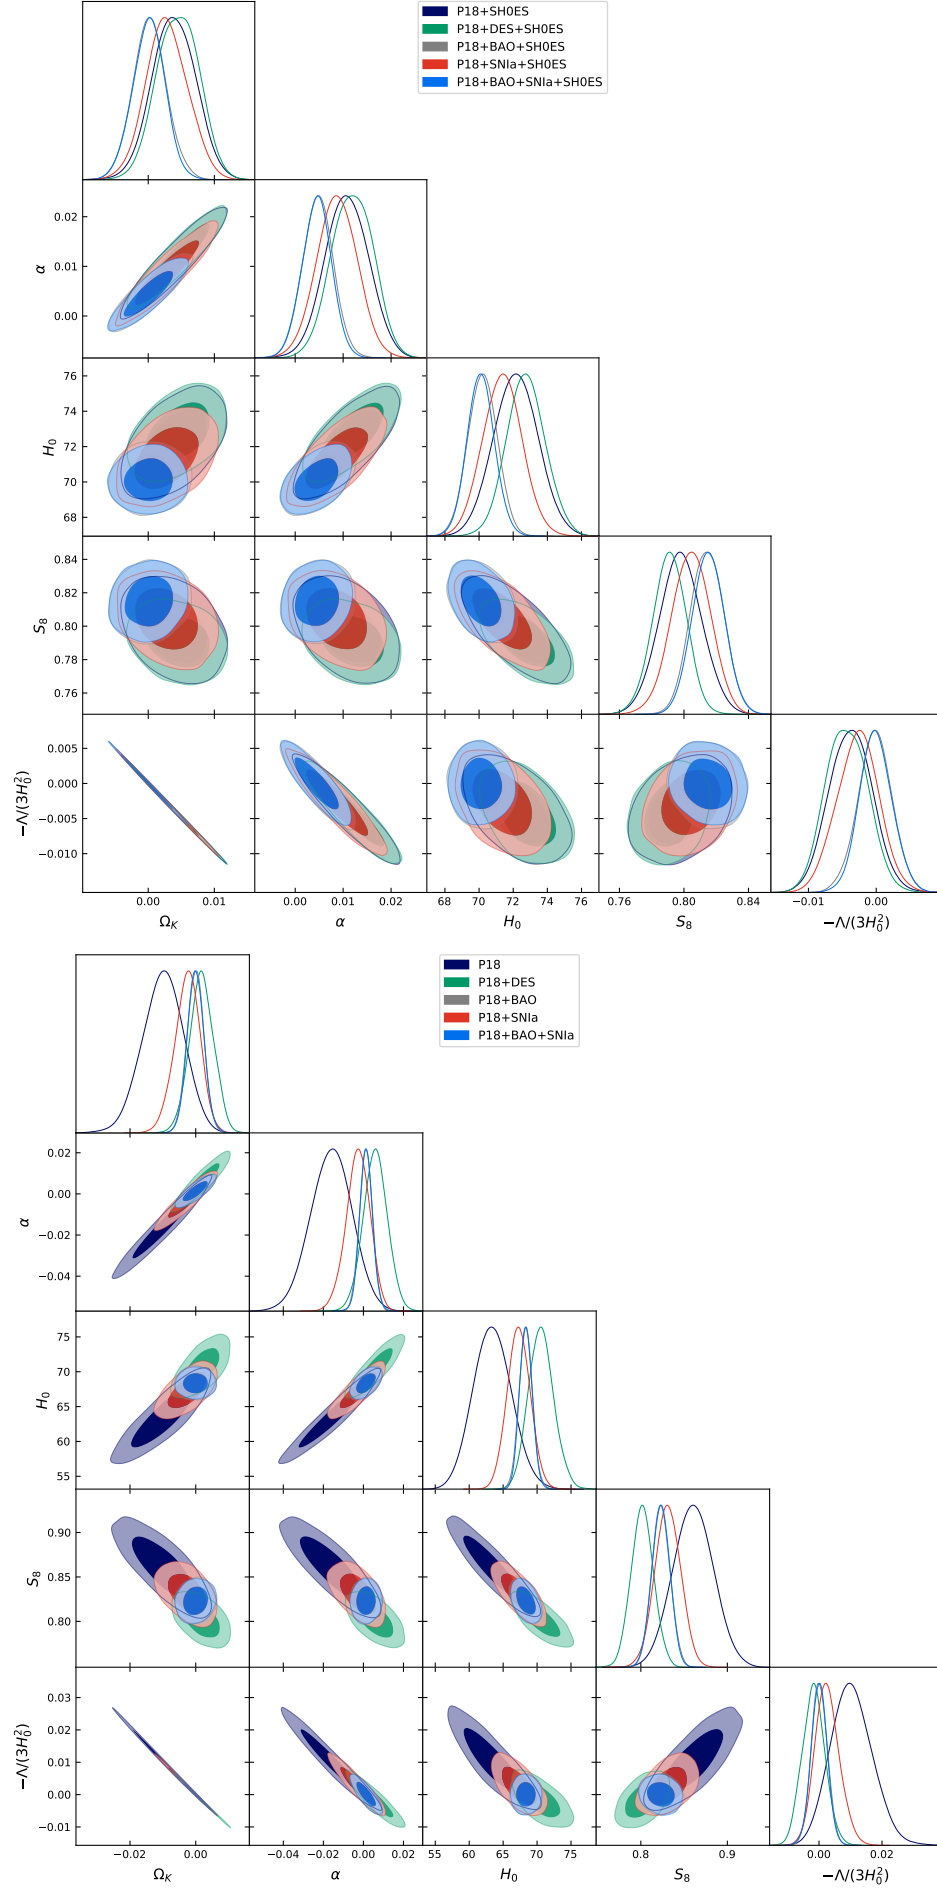 P18+SH0ES
P18+DES+SH0ES
P18+BAO+SH0ES
P18+SNIa+SH0ES
P18+BAO+SNIa+SH0ES
0.02
0.01
0.00
α
76
74
72
70
68
H₀
0.84
0.82
0.80
0.78
0.76
S₈
0.005
0.000
−0.005
−0.010
−Λ/(3H₀²)
0.00 0.01 0.00 0.01 0.02 68 70 72 74 76 0.76 0.80 0.84 −0.01 0.00
Ω_K α H₀ S₈ −Λ/(3H₀²)
P18
P18+DES
P18+BAO
P18+SNIa
P18+BAO+SNIa
0.02
0.00
−0.02
−0.04
α
75
70
65
60
55
H₀
0.90
0.85
0.80
S₈
0.03
0.02
0.01
0.00
−0.01
−Λ/(3H₀²)
−0.02 0.00 −0.04 −0.02 0.00 0.02 55 60 65 70 75 0.8 0.9 0.00 0.02
Ω_K α H₀ S₈ −Λ/(3H₀²)